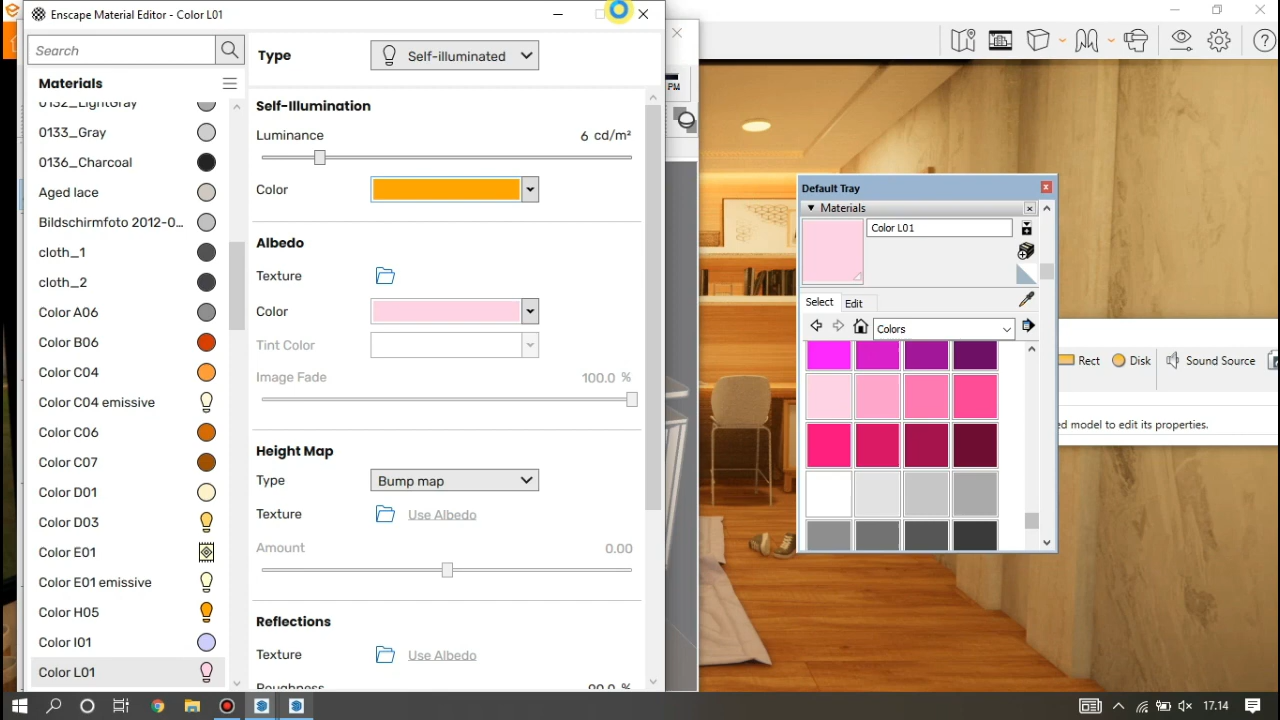 Enscape Material Editor - Color L01
Search
Materials
0132_LightGray
0133_Gray
0136_Charcoal
Aged lace
Bildschirmfoto 2012-0...
cloth_1
cloth_2
Color A06
Color B06
Color C04
Color C04 emissive
Color C06
Color C07
Color D01
Color D03
Color E01
Color E01 emissive
Color H05
Color I01
Color L01
Type
Self-illuminated
Self-Illumination
Luminance
6 cd/m²
Color
Albedo
Texture
Color
Tint Color
Image Fade
100.0 %
Height Map
Type
Bump map
Texture
Use Albedo
Amount
0.00
Reflections
Texture
Use Albedo
Roughness
90.0 %
PM
Default Tray
Materials
Color L01
Select
Edit
Colors
Rect
Disk
Sound Source
ed model to edit its properties.
17.14